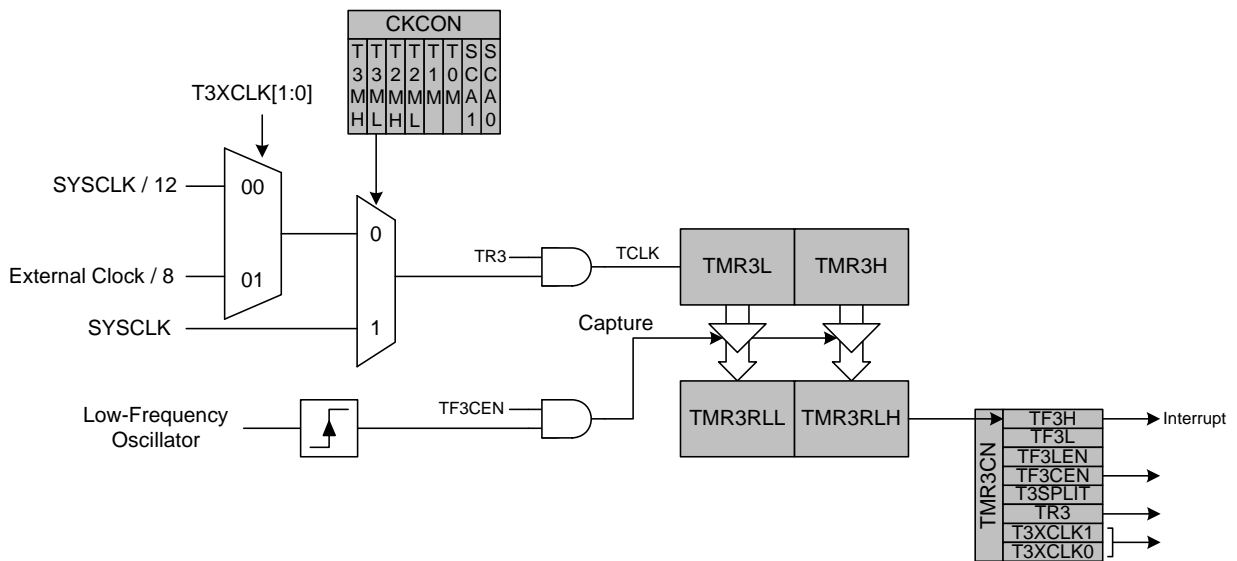 CKCON
T3MH T3ML T2MH T2ML T1M T0M SCA1 SCA0
T3XCLK[1:0]
SYSCLK / 12
00
0
External Clock / 8
01
SYSCLK
1
TR3
TCLK
TMR3L
TMR3H
Capture
TF3CEN
Low-Frequency
Oscillator
TMR3RLL
TMR3RLH
TMR3CN
TF3H
Interrupt
TF3L
TF3LEN
TF3CEN
T3SPLIT
TR3
T3XCLK1
T3XCLK0